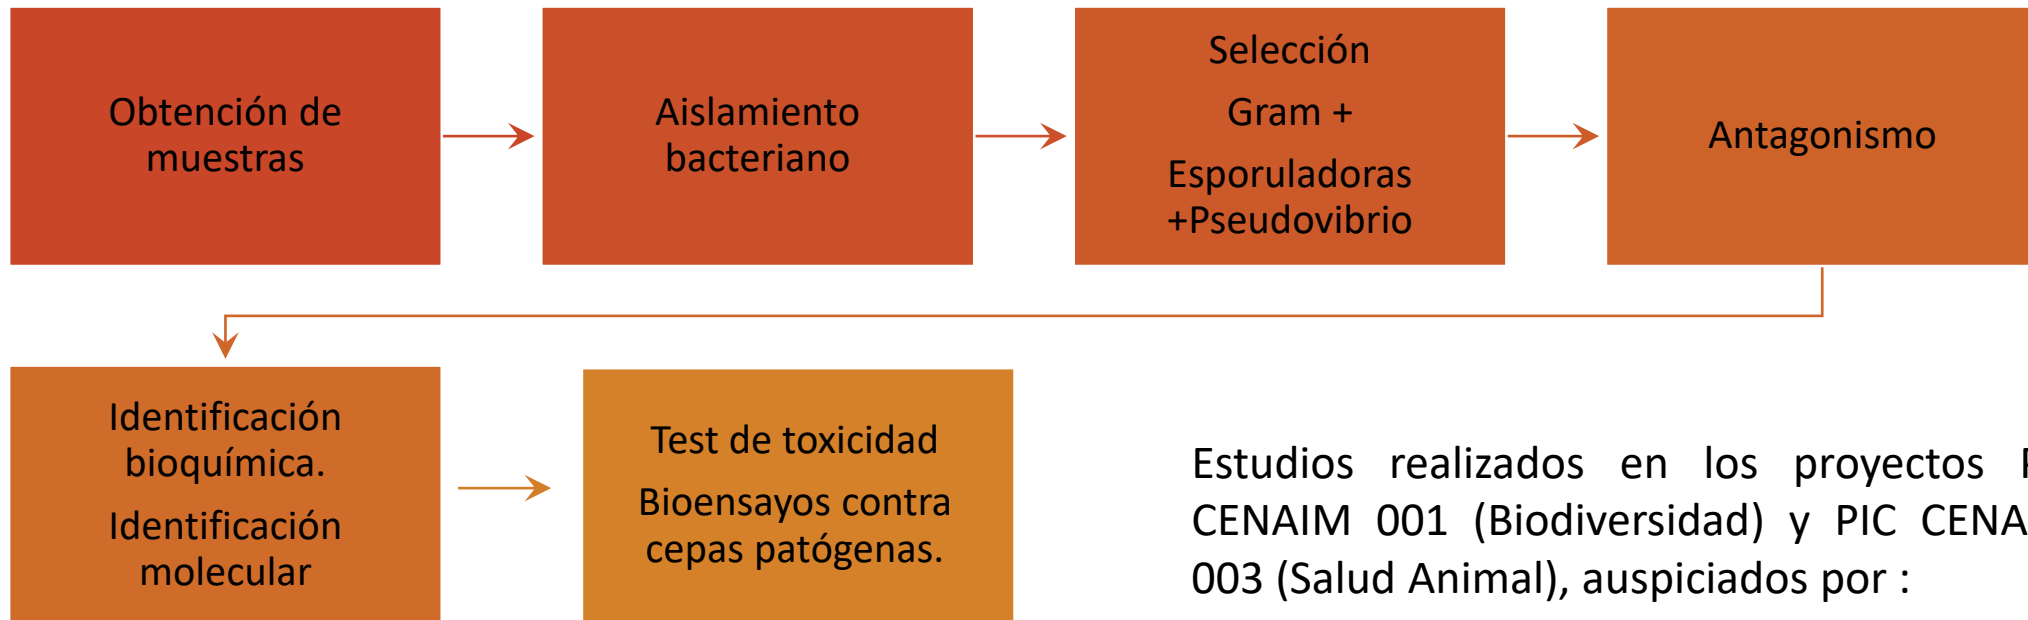 Obtención de
muestras
Aislamiento
bacteriano
Selección
Gram +
Esporuladoras
+Pseudovibrio
Antagonismo
Identificación
bioquímica.
Identificación
molecular
Test de toxicidad
Bioensayos contra
cepas patógenas.
Estudios realizados en los proyectos
CENAIM 001 (Biodiversidad) y PIC
003 (Salud Animal), auspiciados por :